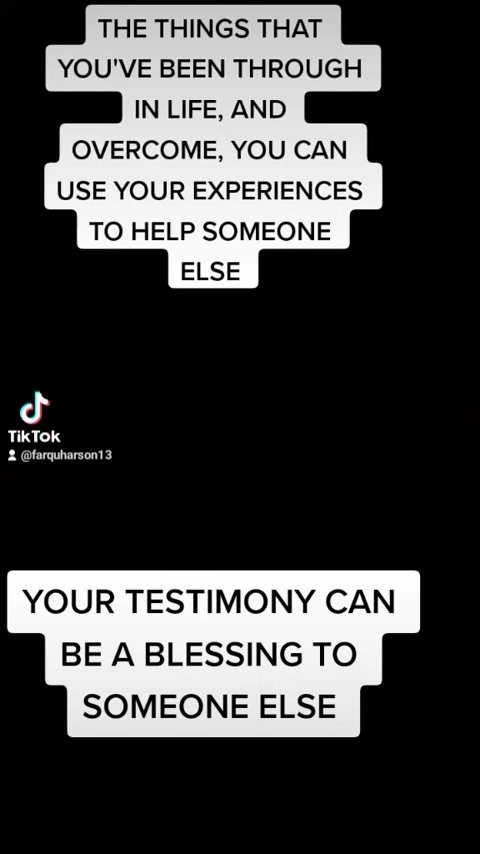 THE THINGS THAT
YOU'VE BEEN THROUGH
IN LIFE, AND
OVERCOME, YOU CAN
USE YOUR EXPERIENCES
TO HELP SOMEONE
ELSE
TikTok
@farquharson13
YOUR TESTIMONY CAN
BE A BLESSING TO
SOMEONE ELSE